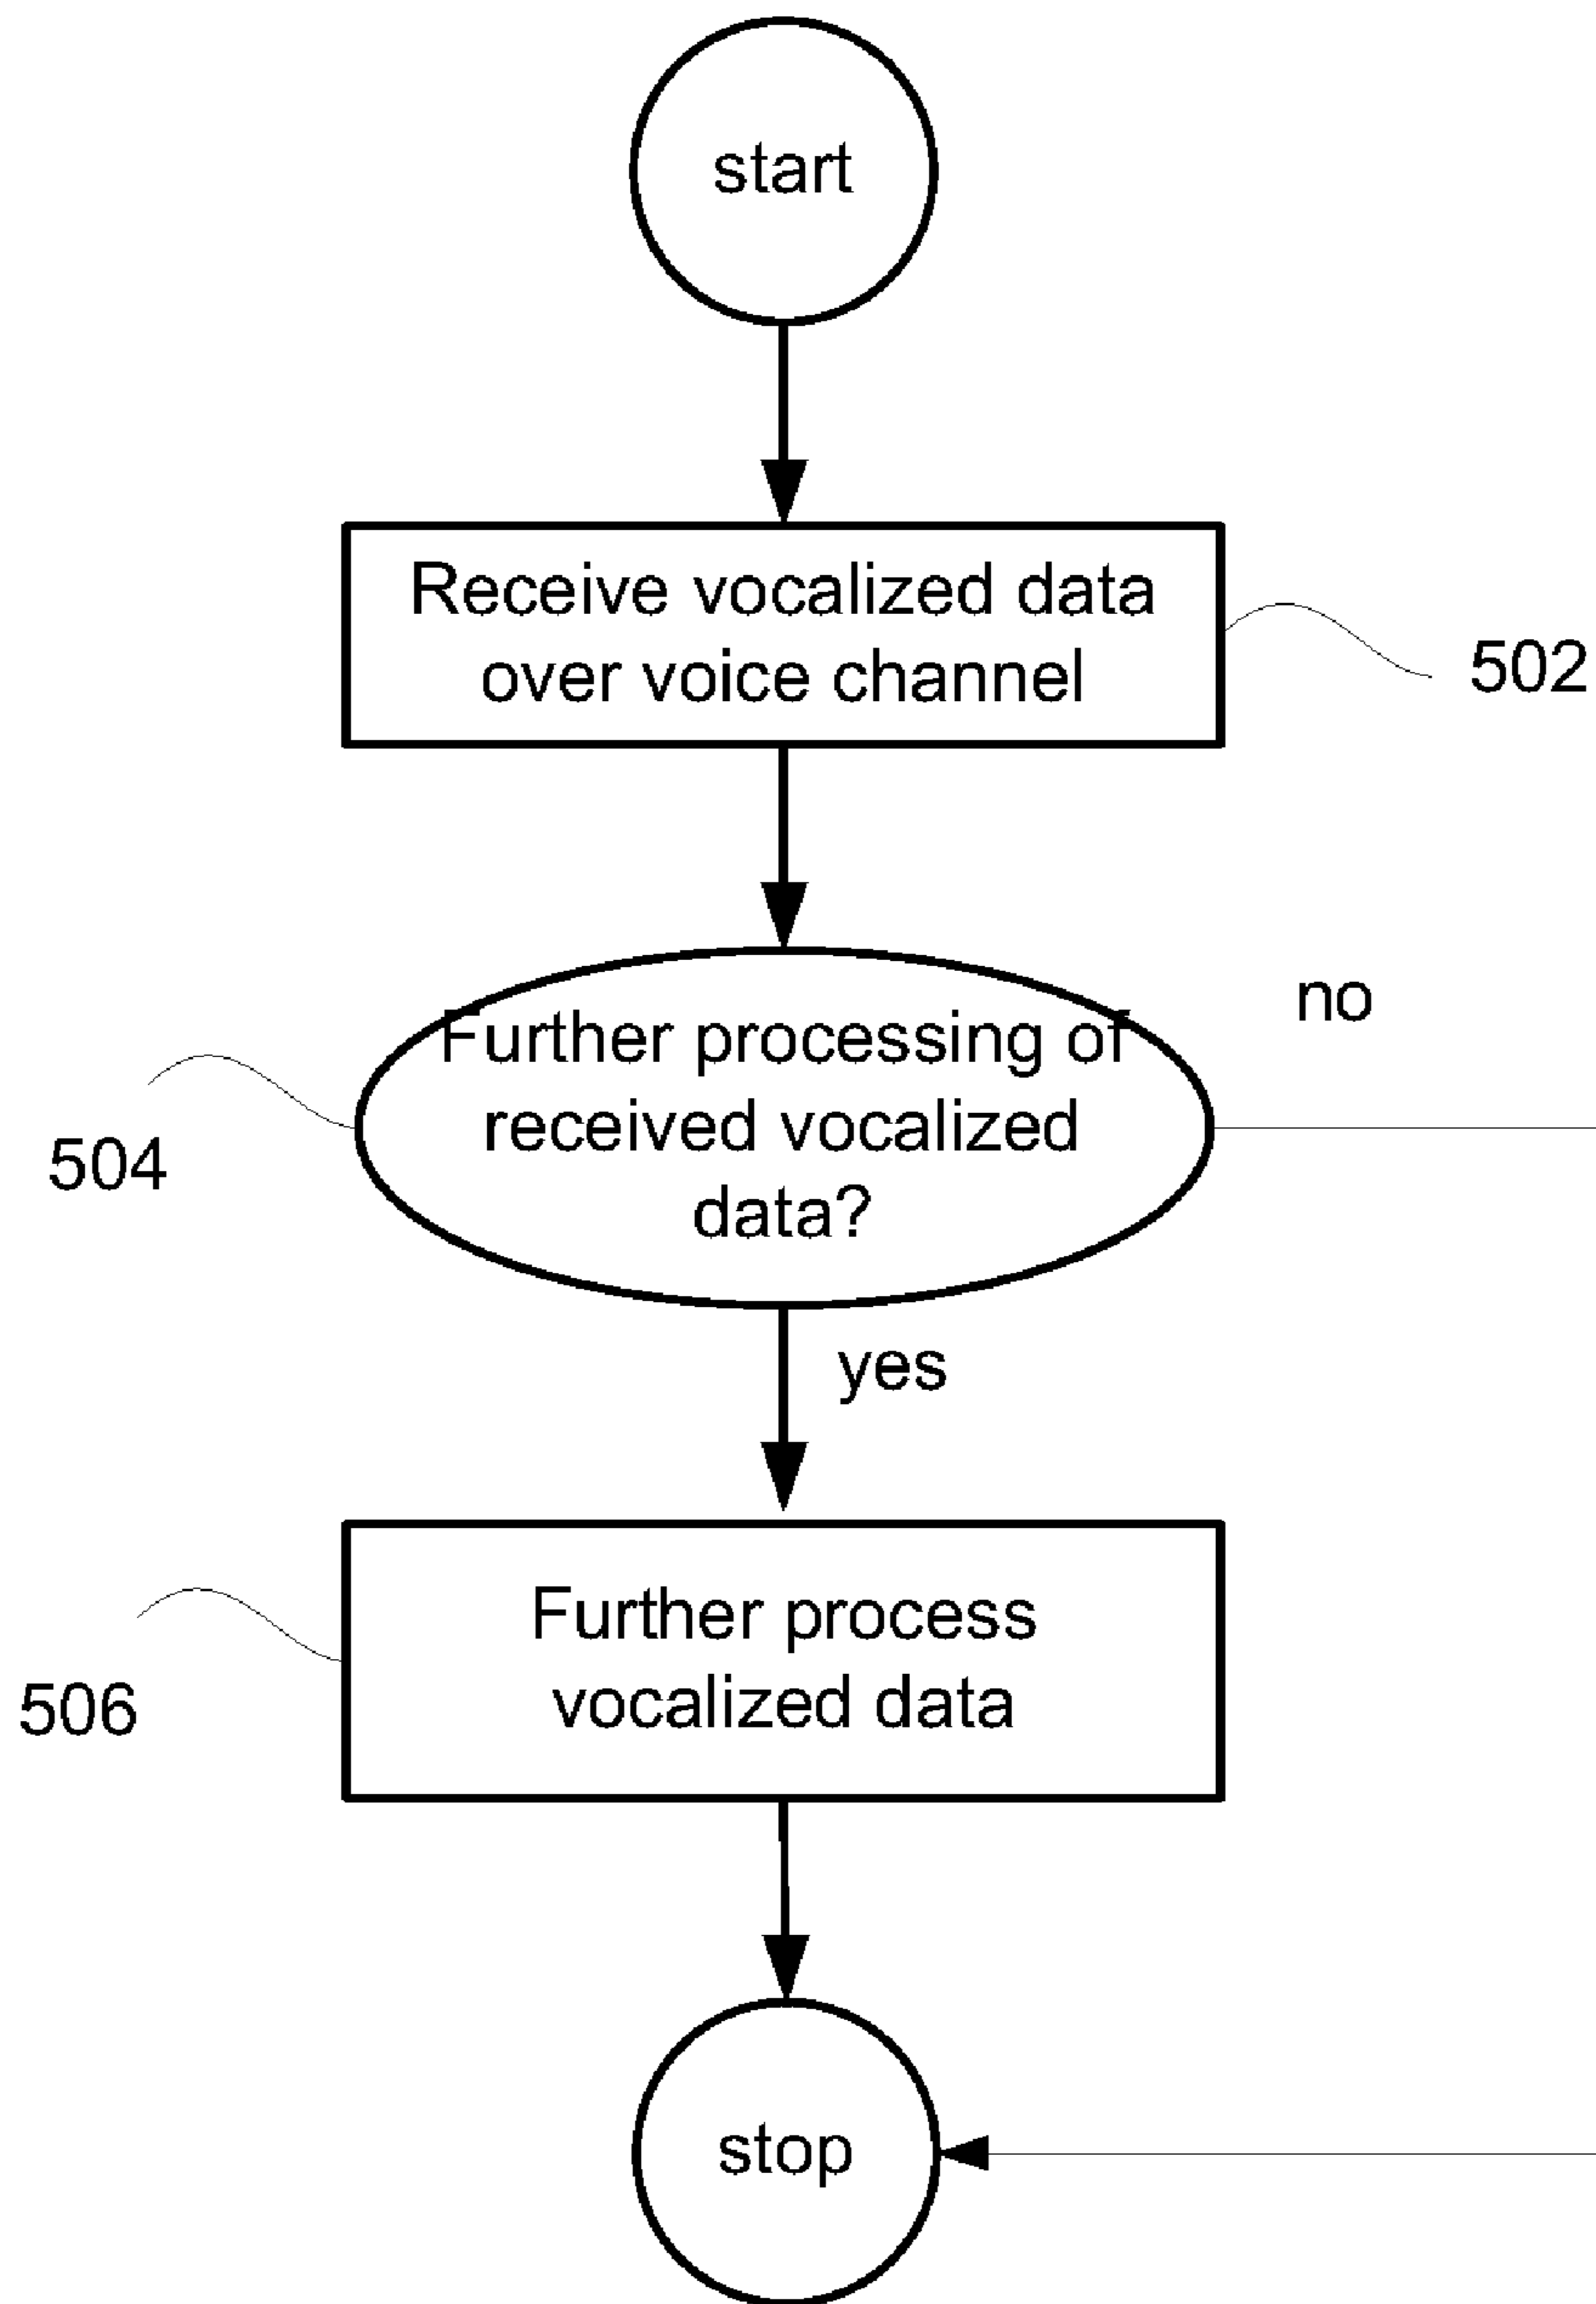 start
Receive vocalized data
over voice channel
502
no
Further processing of
received vocalized
data?
504
yes
Further process
vocalized data
506
stop